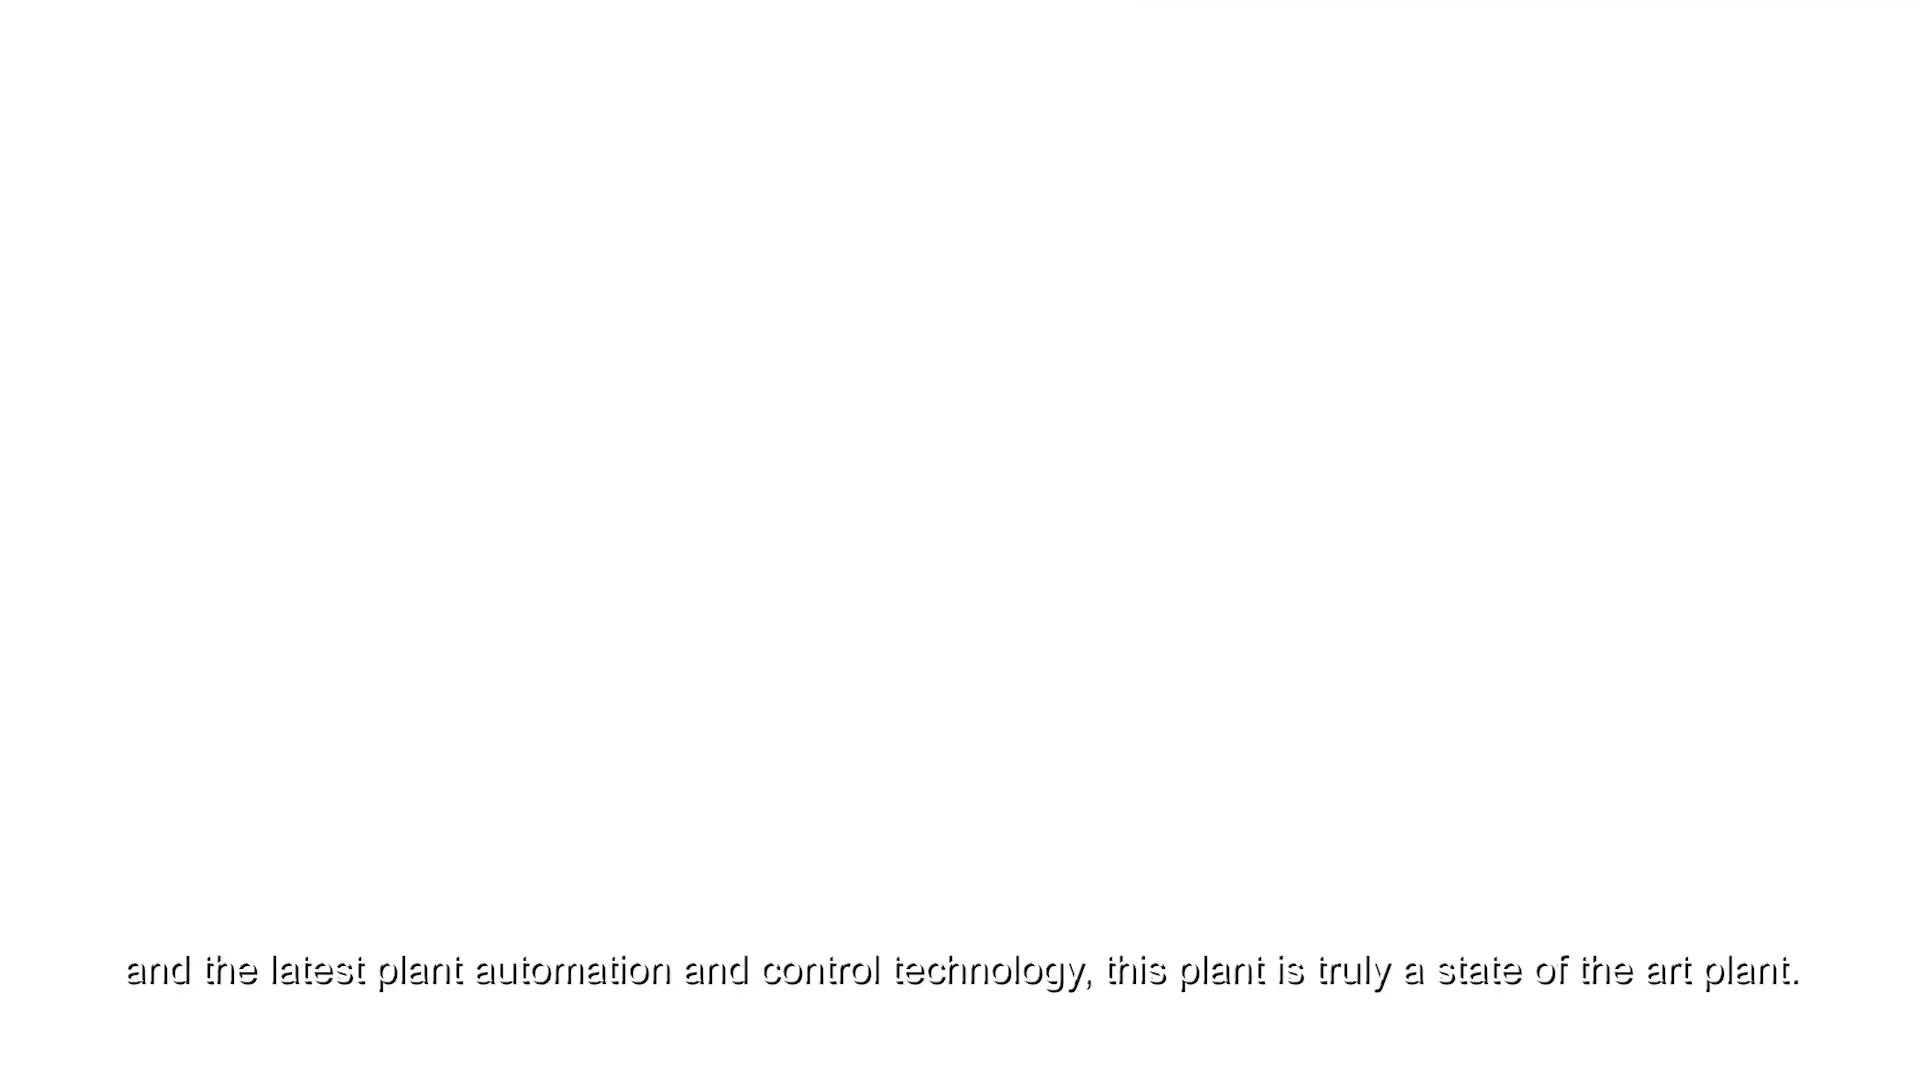 and the latest plant automation and control technology, this plant is truly a state of the art plant.